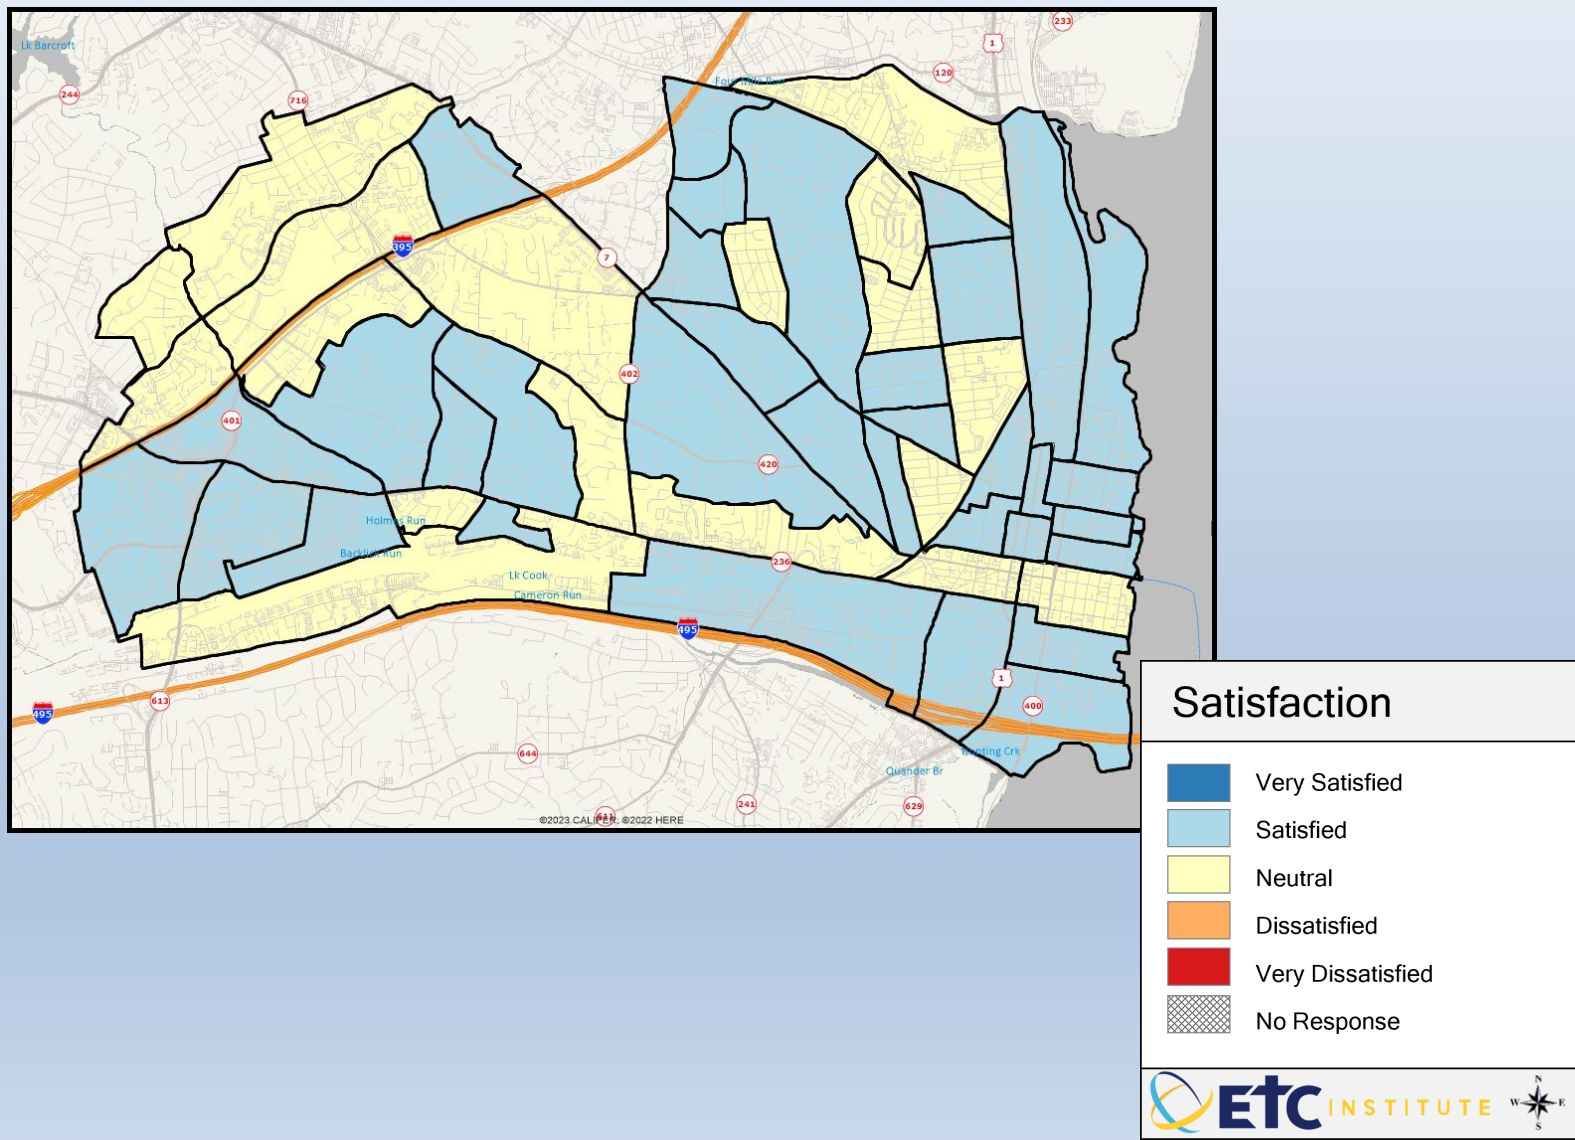 Lk Barcroft
244
716
Four Mile Run
120
1
233
395
7
402
401
420
Holmes Run
Backlick Run
236
Lk Cook
Cameron Run
495
1
400
613
495
644
Hunting Crk
Quander Br
241
629
611
©2023 CALIPER; ©2022 HERE
Satisfaction
Very Satisfied
Satisfied
Neutral
Dissatisfied
Very Dissatisfied
No Response
ETC INSTITUTE
N
W E
S